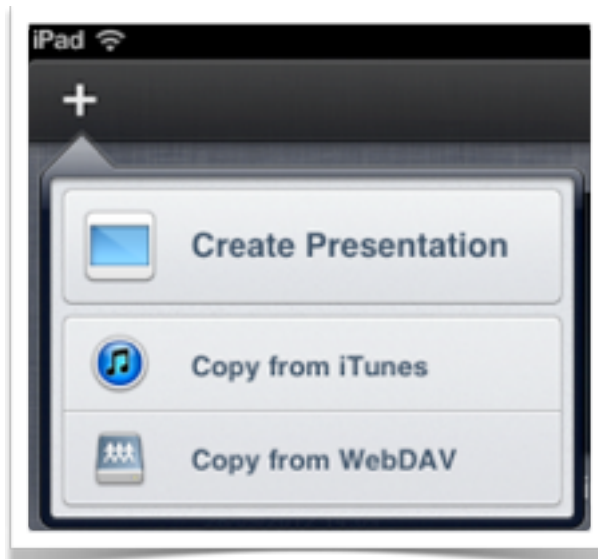 iPad
+
Create Presentation
Copy from iTunes
Copy from WebDAV